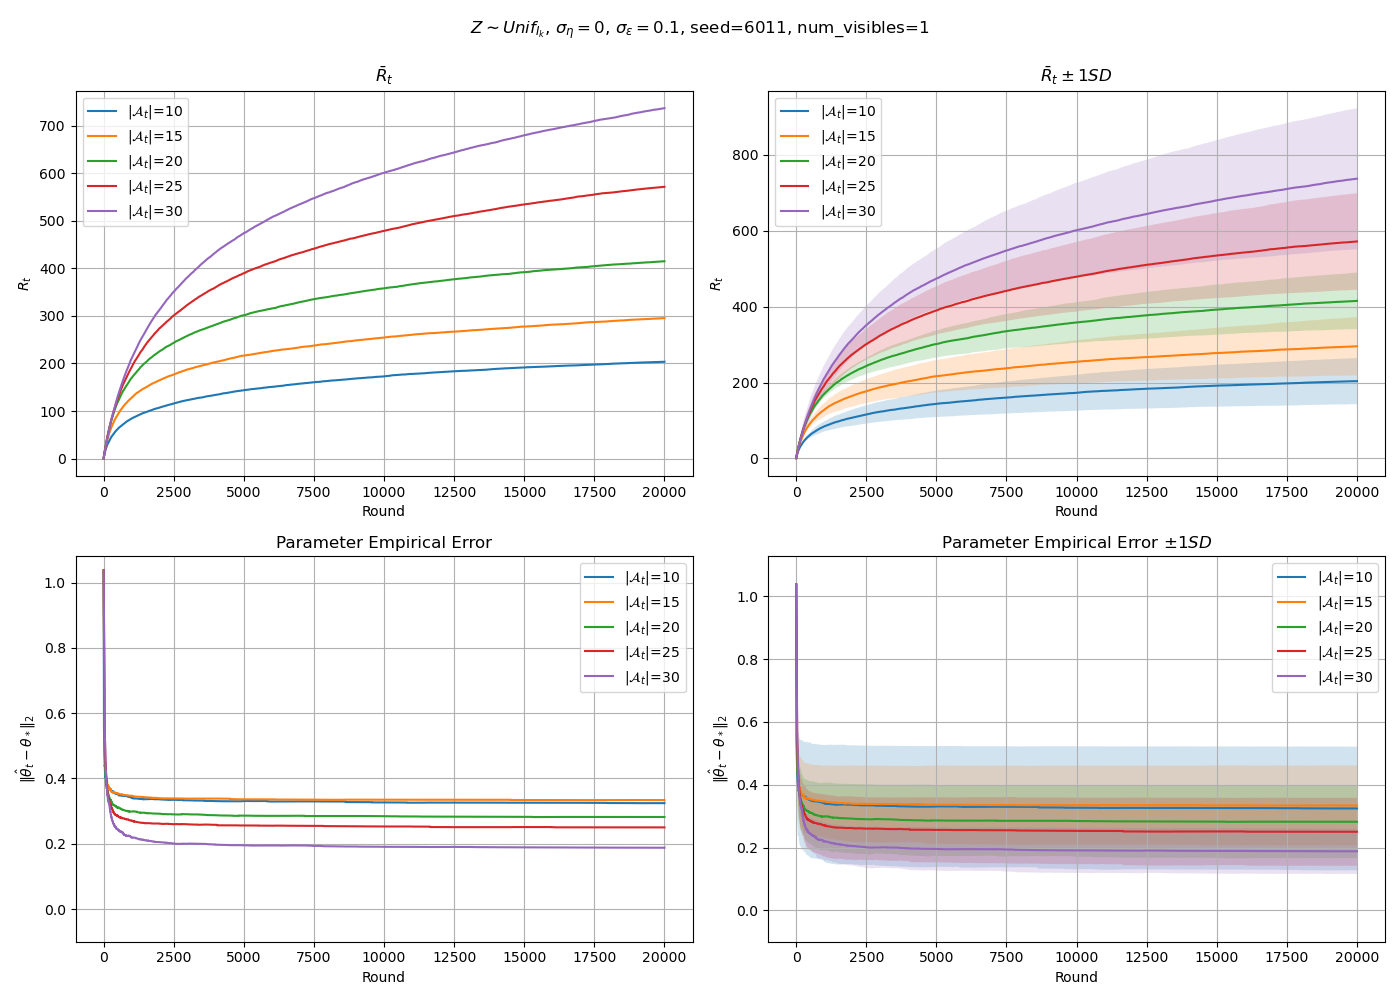 Z ∼ Unif_{I_k}, σ_η = 0, σ_ε = 0.1, seed=6011, num_visibles=1
R̄_t
R̄_t ± 1SD
|𝒜_t|=10
|𝒜_t|=15
|𝒜_t|=20
|𝒜_t|=25
|𝒜_t|=30
700
600
500
400
300
200
100
0
R_t
0 2500 5000 7500 10000 12500 15000 17500 20000
Round
|𝒜_t|=10
|𝒜_t|=15
|𝒜_t|=20
|𝒜_t|=25
|𝒜_t|=30
800
600
400
200
0
R_t
0 2500 5000 7500 10000 12500 15000 17500 20000
Round
Parameter Empirical Error
|𝒜_t|=10
|𝒜_t|=15
|𝒜_t|=20
|𝒜_t|=25
|𝒜_t|=30
1.0
0.8
0.6
0.4
0.2
0.0
‖θ̂_t − θ_*‖_2
0 2500 5000 7500 10000 12500 15000 17500 20000
Round
Parameter Empirical Error ±1SD
|𝒜_t|=10
|𝒜_t|=15
|𝒜_t|=20
|𝒜_t|=25
|𝒜_t|=30
1.0
0.8
0.6
0.4
0.2
0.0
‖θ̂_t − θ_*‖_2
0 2500 5000 7500 10000 12500 15000 17500 20000
Round